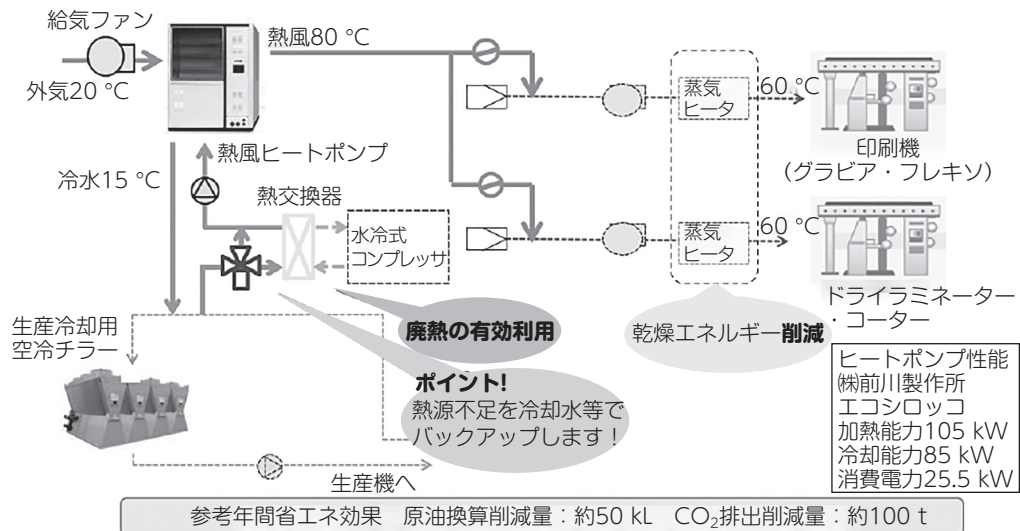 給気ファン
外気20 °C
熱風80 °C
熱風ヒートポンプ
冷水15 °C
熱交換器
水冷式
コンプレッサ
蒸気
ヒータ
60 °C
印刷機
(グラビア・フレキソ)
蒸気
ヒータ
60 °C
ドライラミネーター
・コーター
生産冷却用
空冷チラー
廃熱の有効利用
乾燥エネルギー削減
ポイント!
熱源不足を冷却水等で
バックアップします!
生産機へ
ヒートポンプ性能
㈱前川製作所
エコシロッコ
加熱能力105 kW
冷却能力85 kW
消費電力25.5 kW
参考年間省エネ効果 原油換算削減量:約50 kL CO₂排出削減量:約100 t